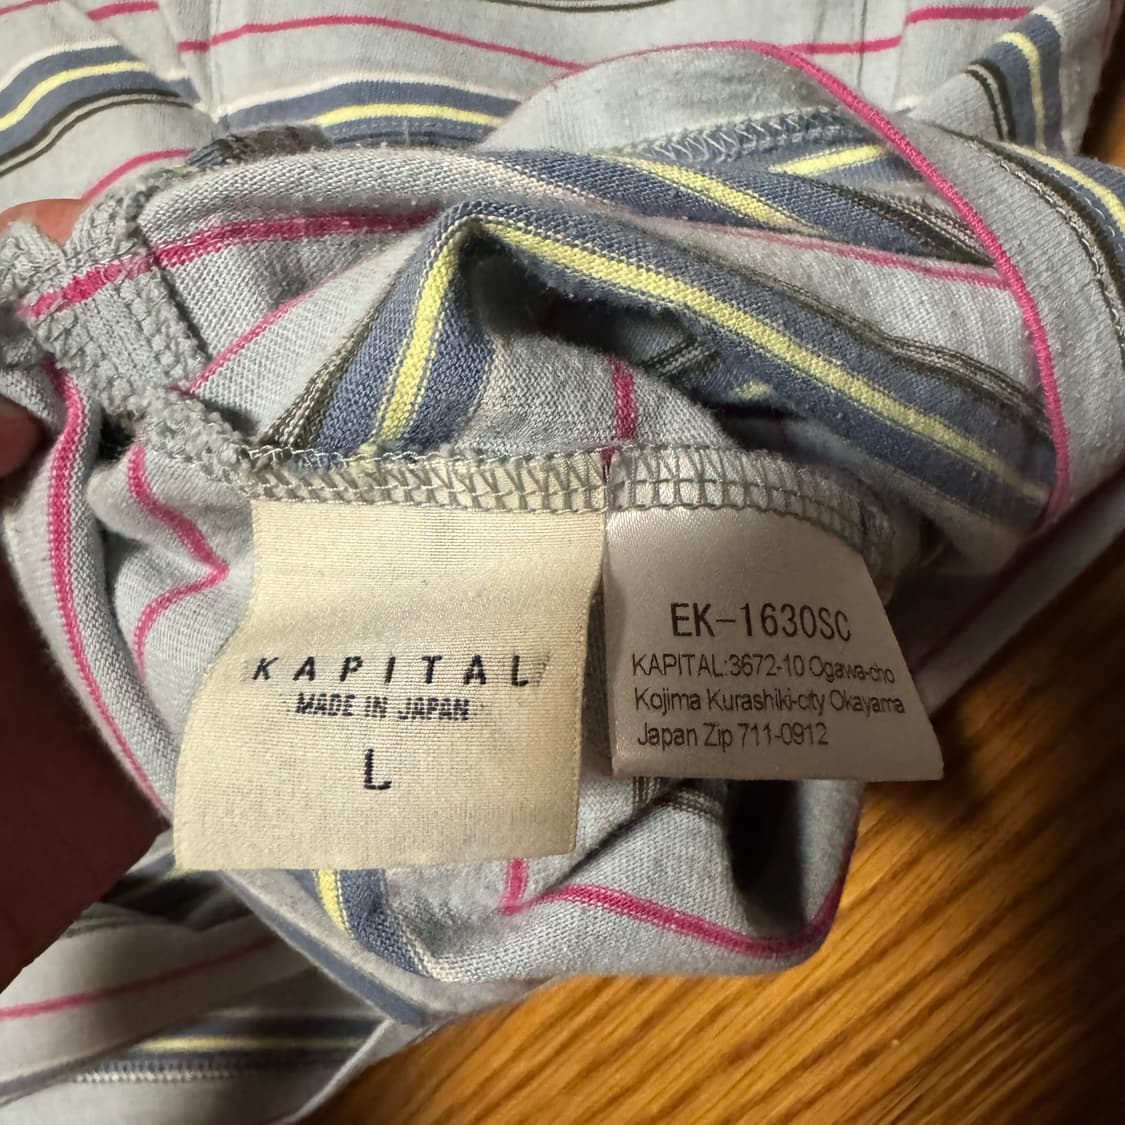 KAPITAL
MADE IN JAPAN
L
EK-1630SC
KAPITAL:3672-10 Ogawa-cho
Kojima Kurashiki-city Okayama
Japan Zip 711-0912